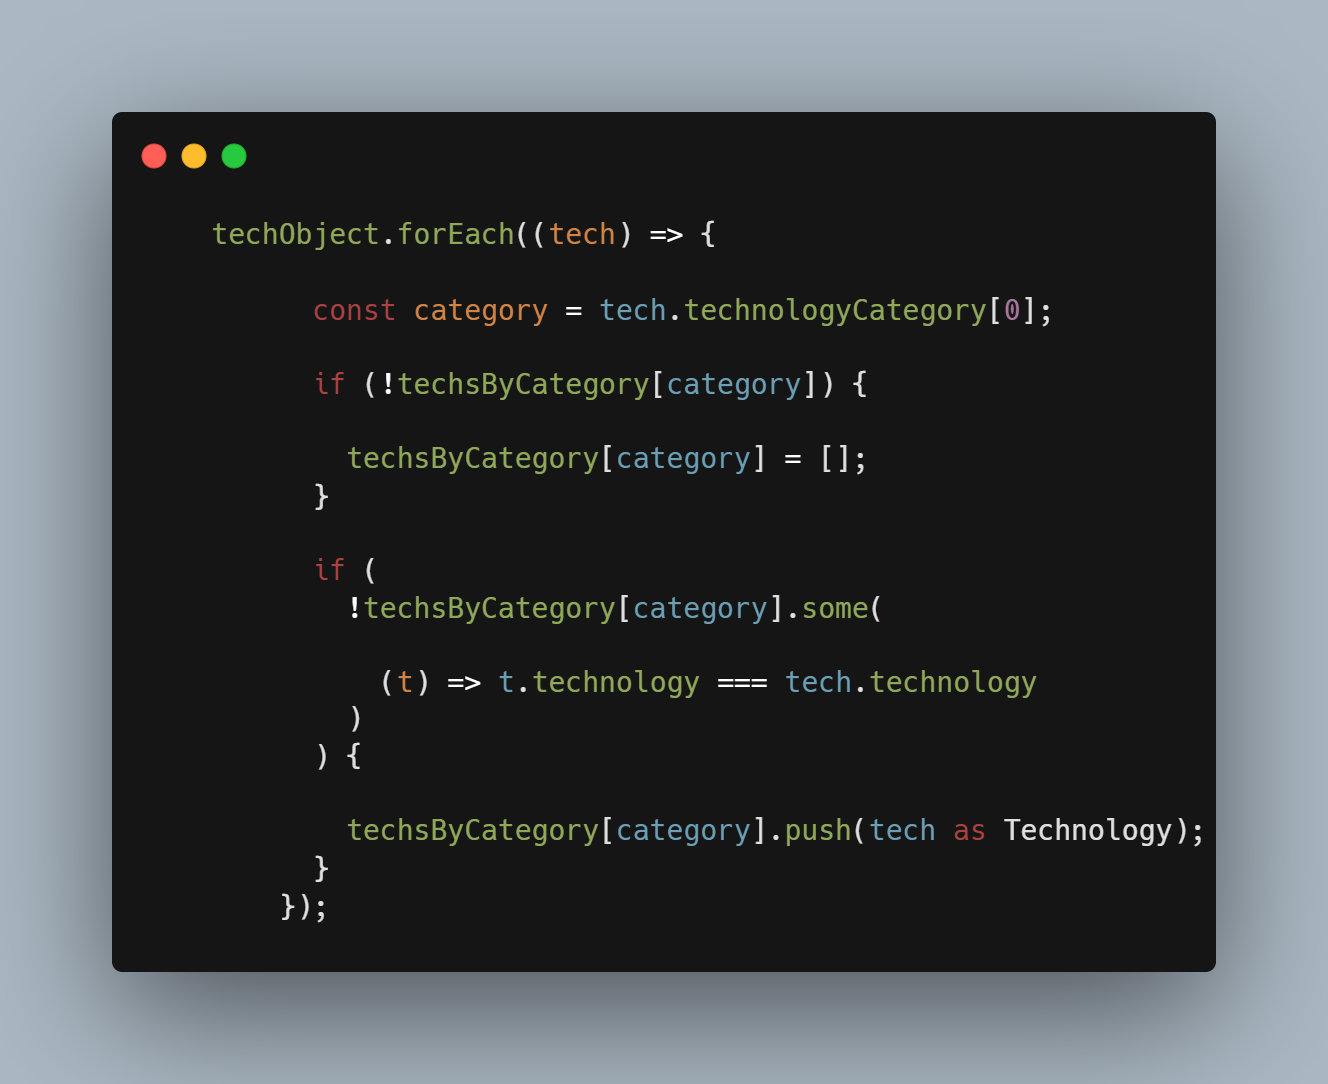 techObject.forEach((tech) => {
const category = tech.technologyCategory[0];
if (!techsByCategory[category]) {
techsByCategory[category] = [];
}
if (
!techsByCategory[category].some(
(t) => t.technology === tech.technology
)
) {
techsByCategory[category].push(tech as Technology);
}
});